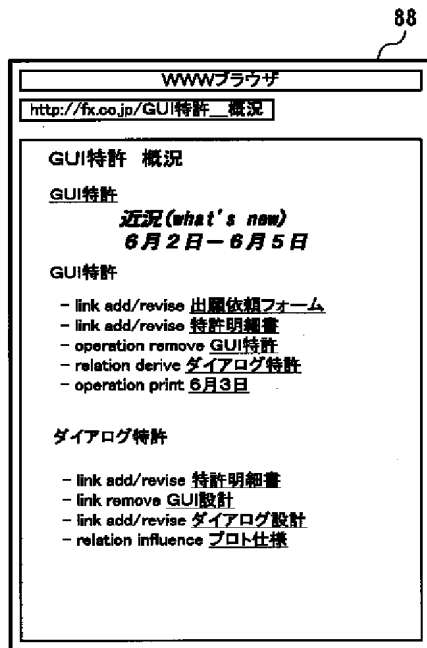 88
WWWブラウザ
http://fx.co.jp/GUI特許__概況
GUI特許 概況
GUI特許
近況(what's new)
6月2日－6月5日
GUI特許
- link add/revise 出願依頼フォーム
- link add/revise 特許明細書
- operation remove GUI特許
- relation derive ダイアログ特許
- operation print 6月3日
ダイアログ特許
- link add/revise 特許明細書
- link remove GUI設計
- link add/revise ダイアログ設計
- relation influence プロト仕様